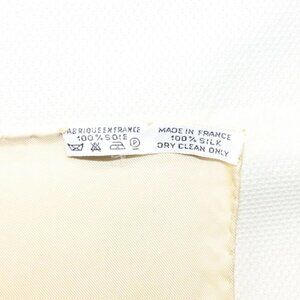 FABRIQUE EN FRANCE
100% SOIE
P
MADE IN FRANCE
100% SILK
DRY CLEAN ONLY